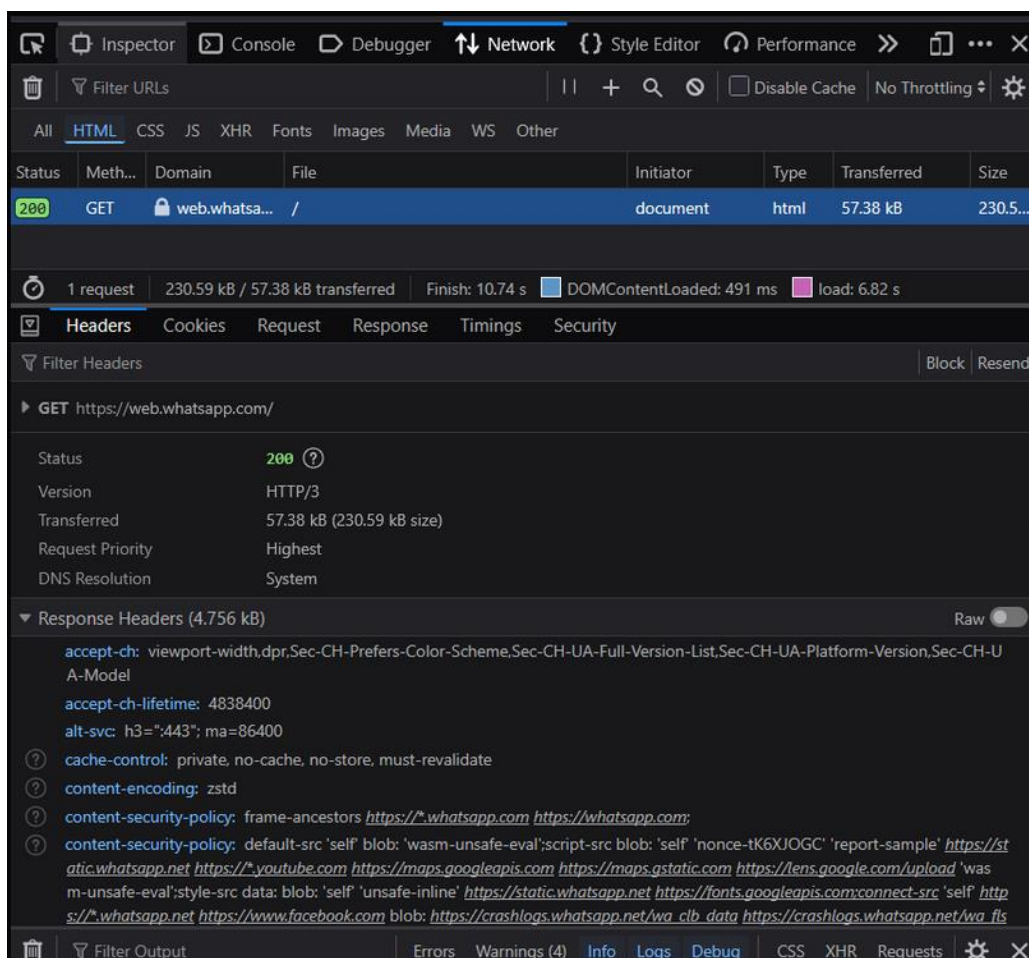 Inspector Console Debugger Network {} Style Editor Performance
Filter URLs Disable Cache No Throttling
All HTML CSS JS XHR Fonts Images Media WS Other
Status Meth... Domain File Initiator Type Transferred Size
200 GET web.whatsa... / document html 57.38 kB 230.5...
1 request 230.59 kB / 57.38 kB transferred Finish: 10.74 s DOMContentLoaded: 491 ms load: 6.82 s
Headers Cookies Request Response Timings Security
Filter Headers Block Resend
GET https://web.whatsapp.com/
Status 200
Version HTTP/3
Transferred 57.38 kB (230.59 kB size)
Request Priority Highest
DNS Resolution System
Response Headers (4.756 kB) Raw
accept-ch: viewport-width,dpr,Sec-CH-Prefers-Color-Scheme,Sec-CH-UA-Full-Version-List,Sec-CH-UA-Platform-Version,Sec-CH-U
A-Model
accept-ch-lifetime: 4838400
alt-svc: h3=":443"; ma=86400
cache-control: private, no-cache, no-store, must-revalidate
content-encoding: zstd
content-security-policy: frame-ancestors https://*.whatsapp.com https://whatsapp.com;
content-security-policy: default-src 'self' blob: 'wasm-unsafe-eval';script-src blob: 'self' 'nonce-tK6XJOGC' 'report-sample' https://st
atic.whatsapp.net https://*.youtube.com https://maps.googleapis.com https://maps.gstatic.com https://lens.google.com/upload 'was
m-unsafe-eval';style-src data: blob: 'self' 'unsafe-inline' https://static.whatsapp.net https://fonts.googleapis.com;connect-src 'self' http
s://*.whatsapp.net https://www.facebook.com blob: https://crashlogs.whatsapp.net/wa_clb_data https://crashlogs.whatsapp.net/wa_fls
Filter Output Errors Warnings (4) Info Logs Debug CSS XHR Requests